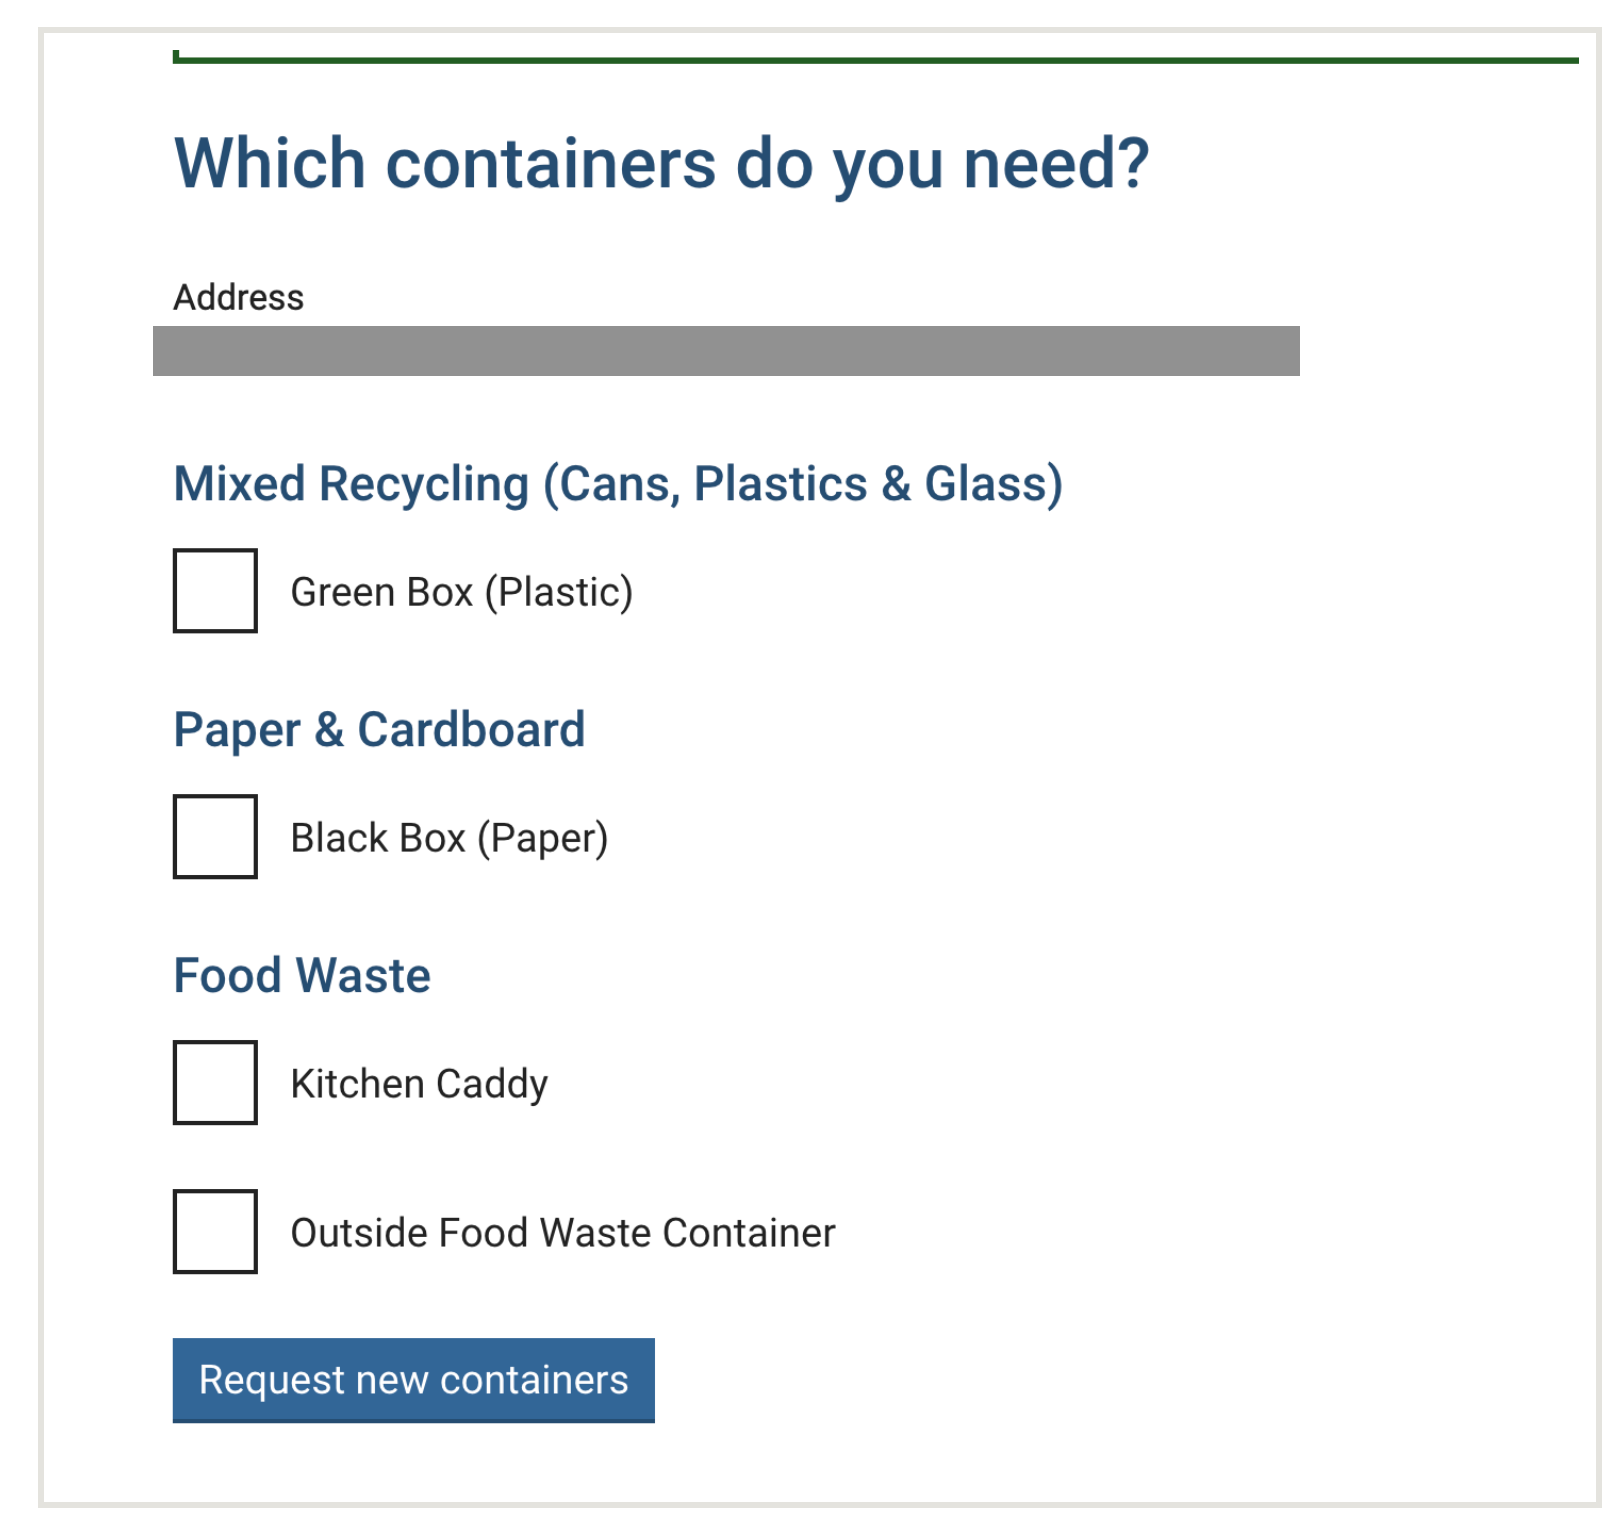 Which containers do you need?
Address
Mixed Recycling (Cans, Plastics & Glass)
Green Box (Plastic)
Paper & Cardboard
Black Box (Paper)
Food Waste
Kitchen Caddy
Outside Food Waste Container
Request new containers